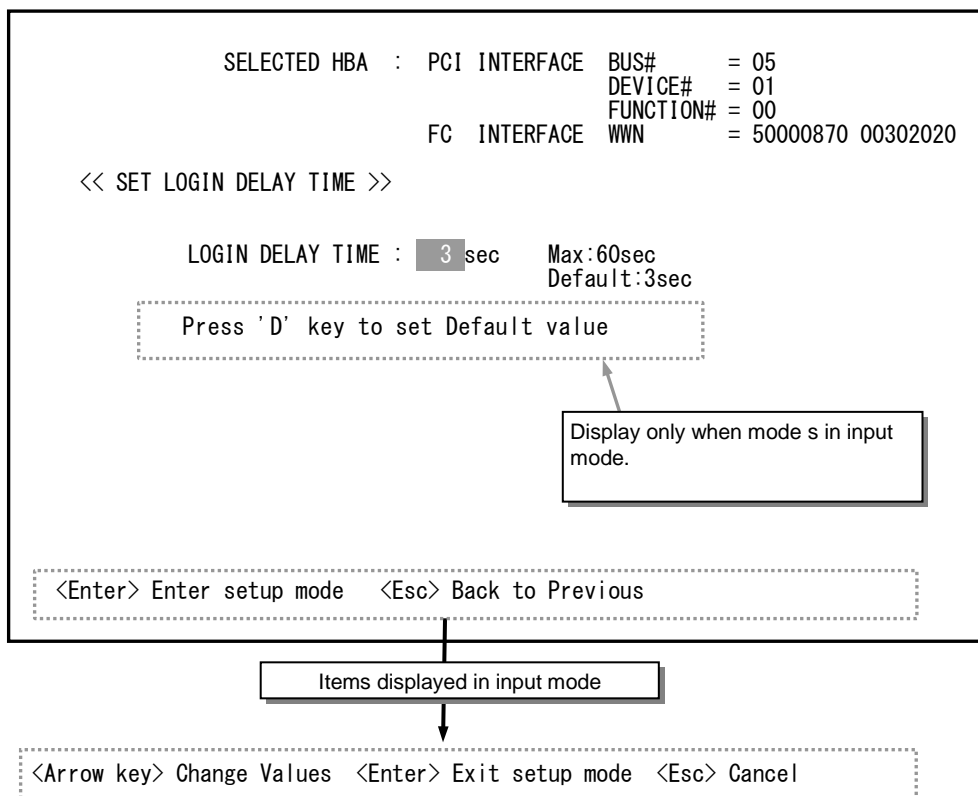 SELECTED HBA : PCI INTERFACE BUS# = 05
DEVICE# = 01
FUNCTION# = 00
FC INTERFACE WWN = 50000870 00302020
<< SET LOGIN DELAY TIME >>
LOGIN DELAY TIME : 3 sec Max:60sec
Default:3sec
Press 'D' key to set Default value
Display only when mode s in input
mode.
<Enter> Enter setup mode <Esc> Back to Previous
Items displayed in input mode
<Arrow key> Change Values <Enter> Exit setup mode <Esc> Cancel